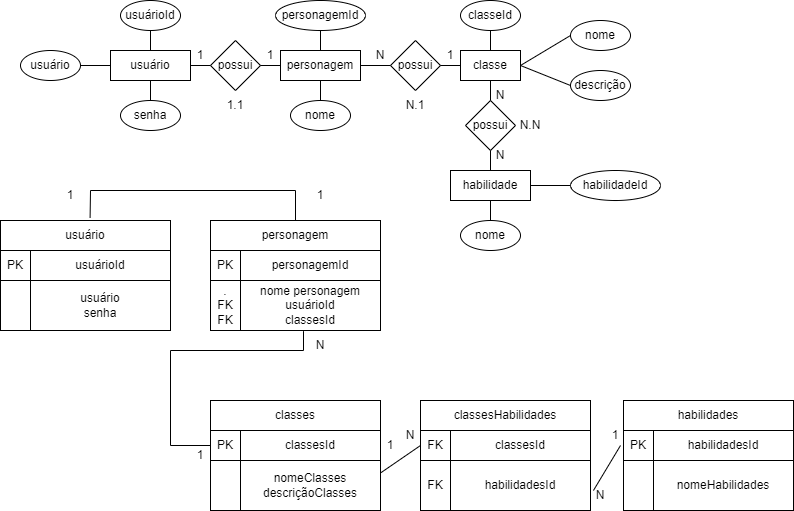 usuárioId
personagemId
classeId
nome
usuário
usuário
1
possui
1
personagem
N
possui
1
classe
descrição
1.1
N.1
senha
nome
N
possui
N.N
N
habilidade
habilidadeId
nome
1
1
usuário
PK
usuárioId
usuário
senha
personagem
PK
personagemId
.
nome personagem
FK
usuárioId
FK
classesId
N
1
classes
PK
classesId
nomeClasses
descriçãoClasses
1
N
classesHabilidades
FK
classesId
FK
habilidadesId
1
N
habilidades
PK
habilidadesId
nomeHabilidades